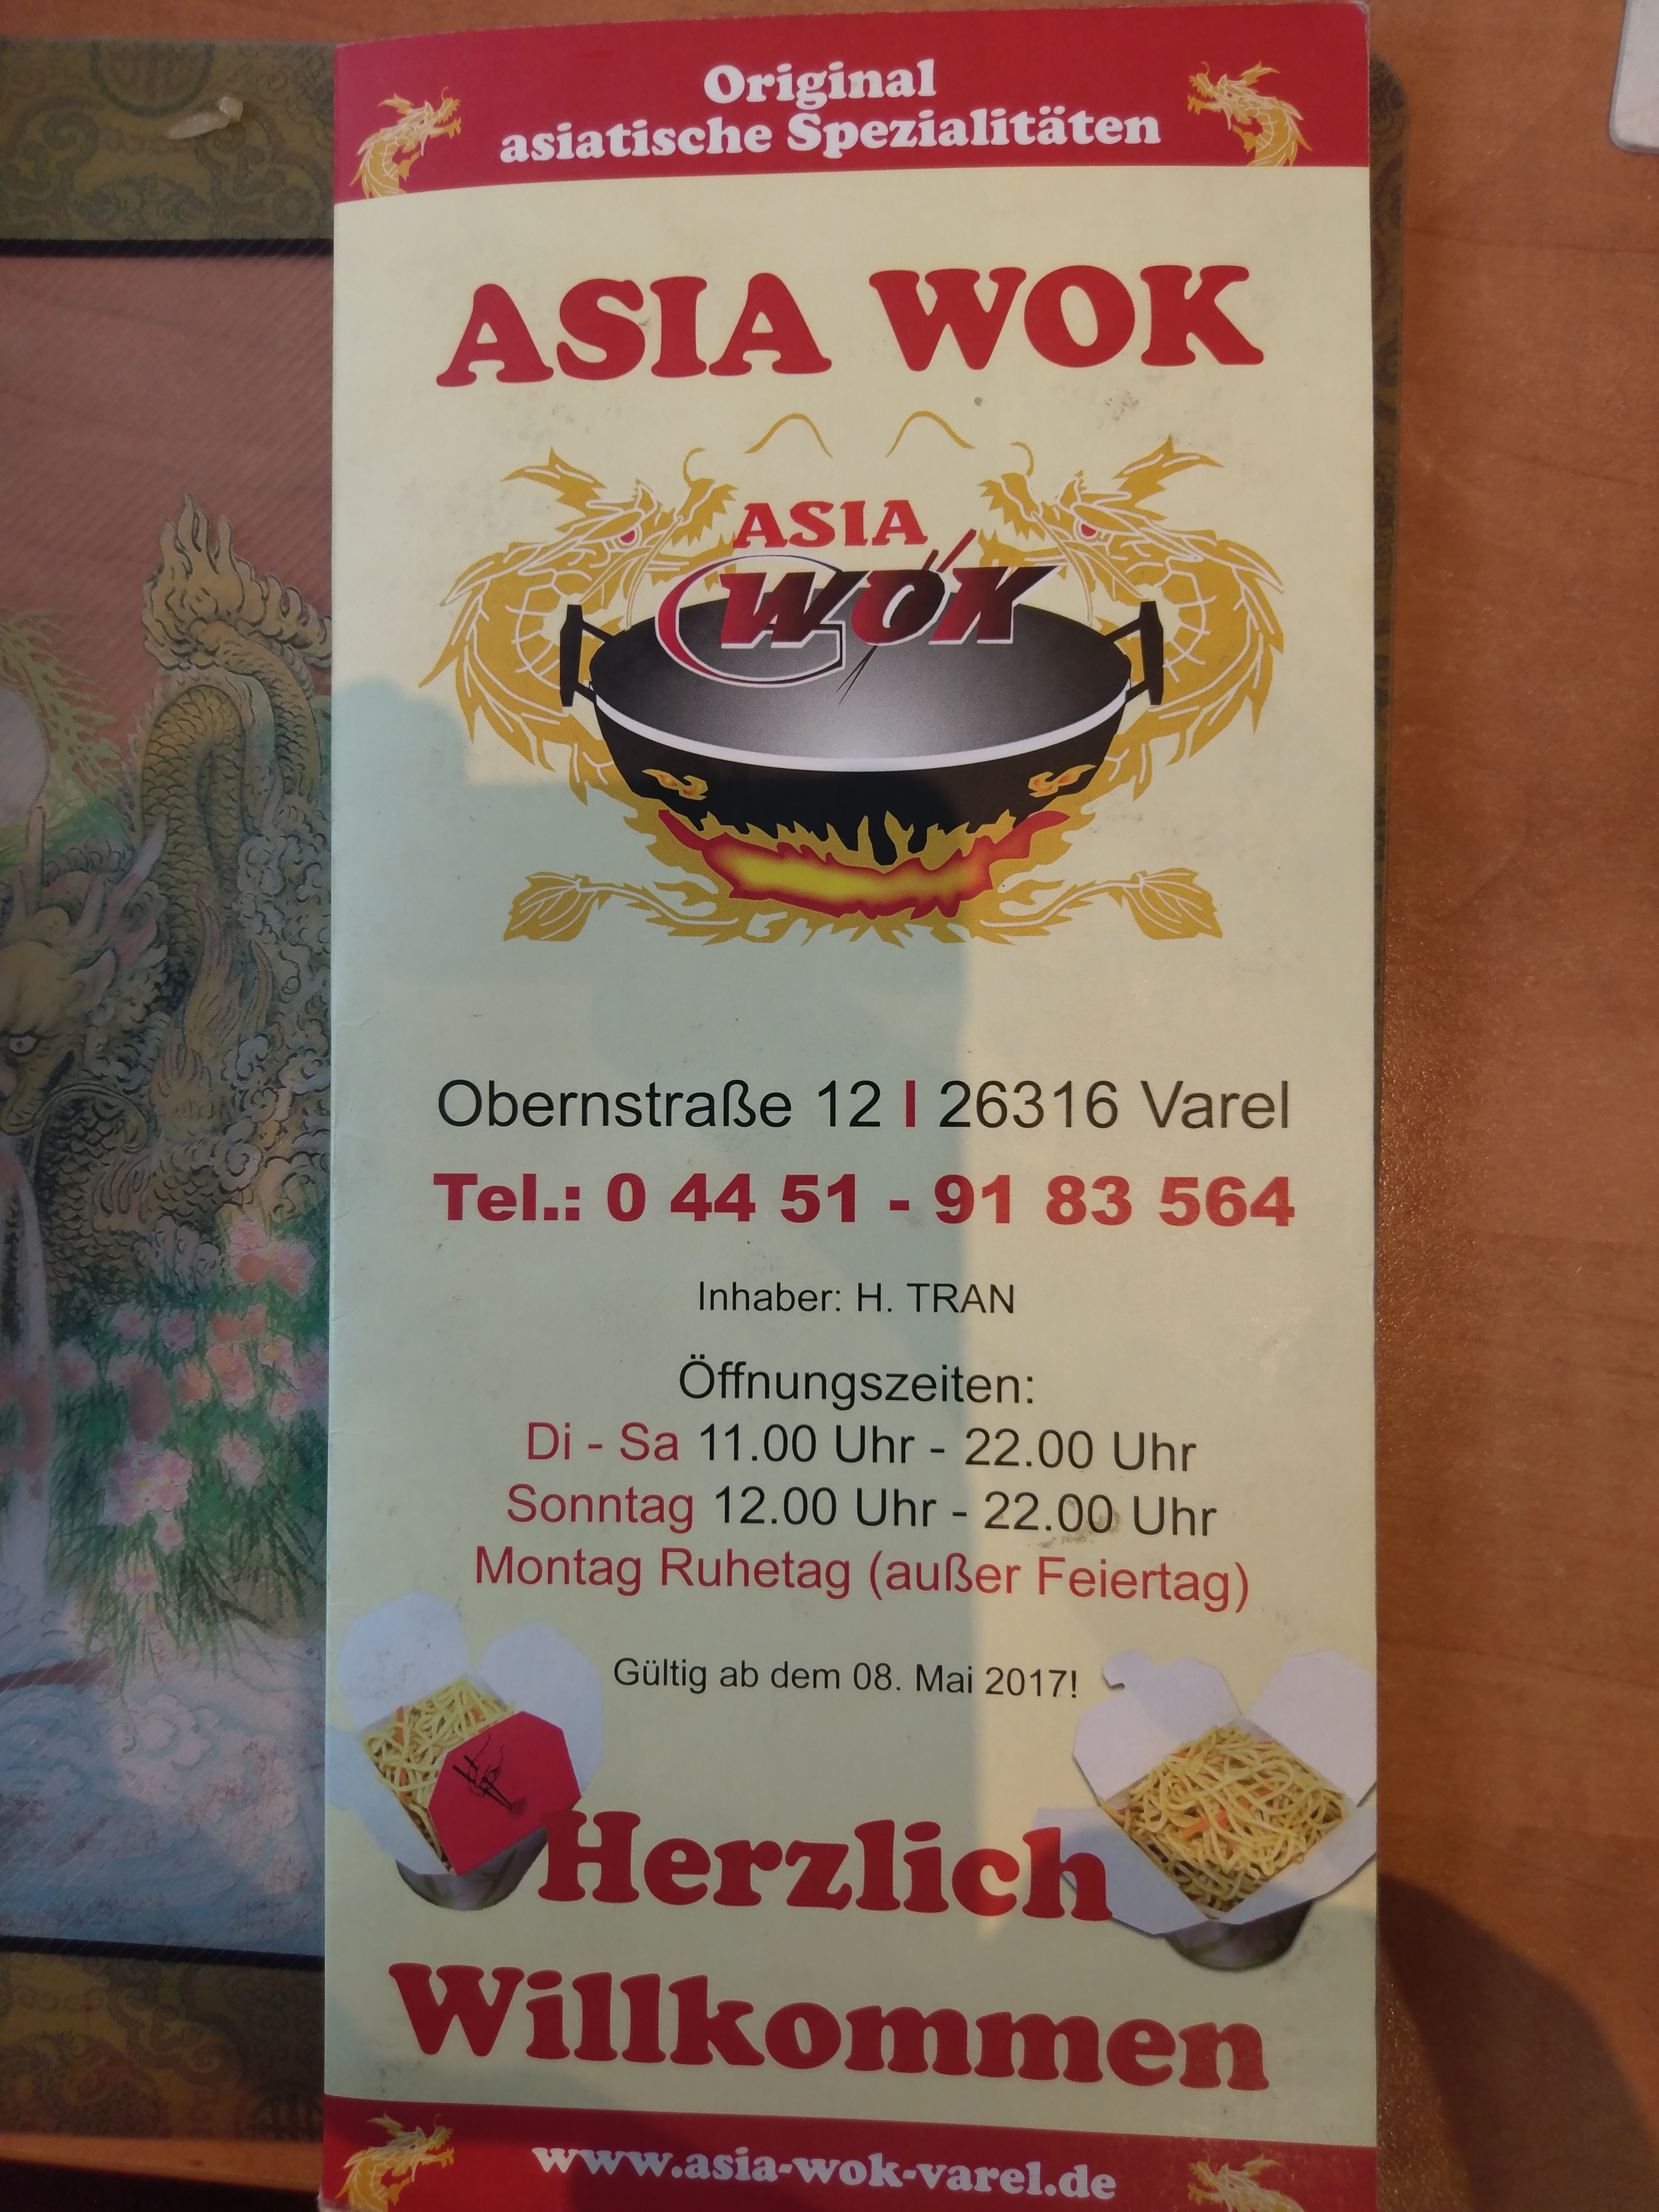 Original
asiatische Spezialitäten
ASIA WOK
ASIA
WOK
Obernstraße 12 | 26316 Varel
Tel.: 0 44 51 - 91 83 564
Inhaber: H. TRAN
Öffnungszeiten:
Di - Sa 11.00 Uhr - 22.00 Uhr
Sonntag 12.00 Uhr - 22.00 Uhr
Montag Ruhetag (außer Feiertag)
Gültig ab dem 08. Mai 2017!
Herzlich
Willkommen
www.asia-wok-varel.de